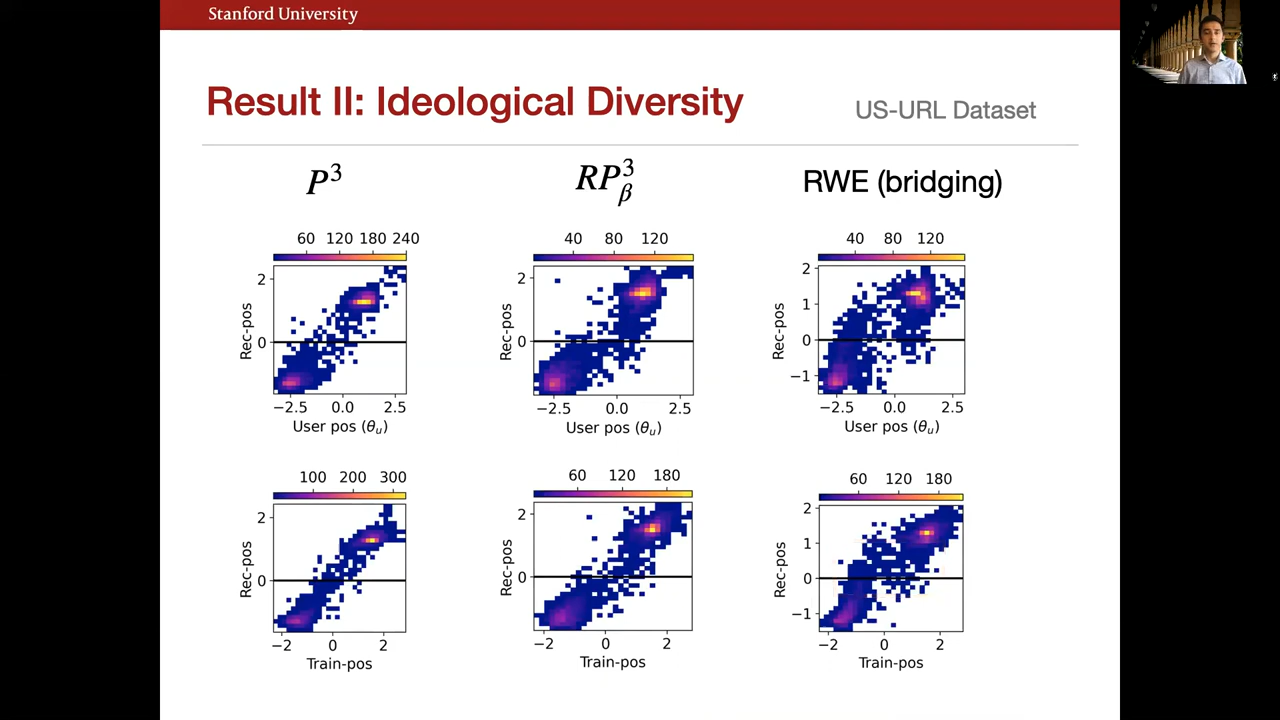 Stanford University
Result II: Ideological Diversity
US-URL Dataset
P³
RP³β
RWE (bridging)
60 120 180 240
40 80 120
40 80 120
2
0
Rec-pos
−2.5 0.0 2.5
User pos (θu)
2
0
Rec-pos
−2.5 0.0 2.5
User pos (θu)
2
1
0
−1
Rec-pos
−2.5 0.0 2.5
User pos (θu)
100 200 300
60 120 180
60 120 180
2
0
Rec-pos
−2 0 2
Train-pos
2
0
Rec-pos
−2 0 2
Train-pos
2
1
0
−1
Rec-pos
−2 0 2
Train-pos